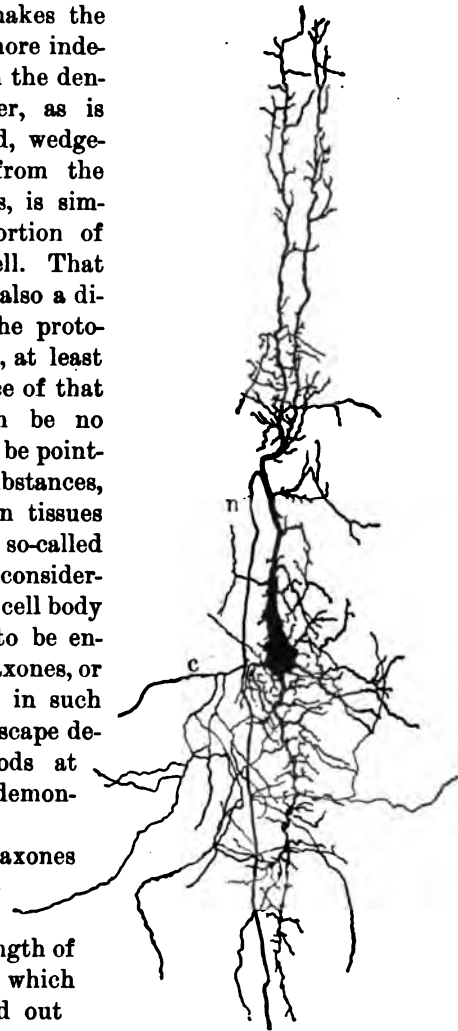 makes the
more inde-
the den-
er, as is
d, wedge-
from the
s, is sim-
ortion of
ell. That
also a di-
he proto-
, at least
ce of that
be no
be point-
bstances,
n tissues
so-called
consider-
cell body
to be en-
axones, or
in such
scape de-
ods at
demon-
axones
ngth of
which
d out
n
c